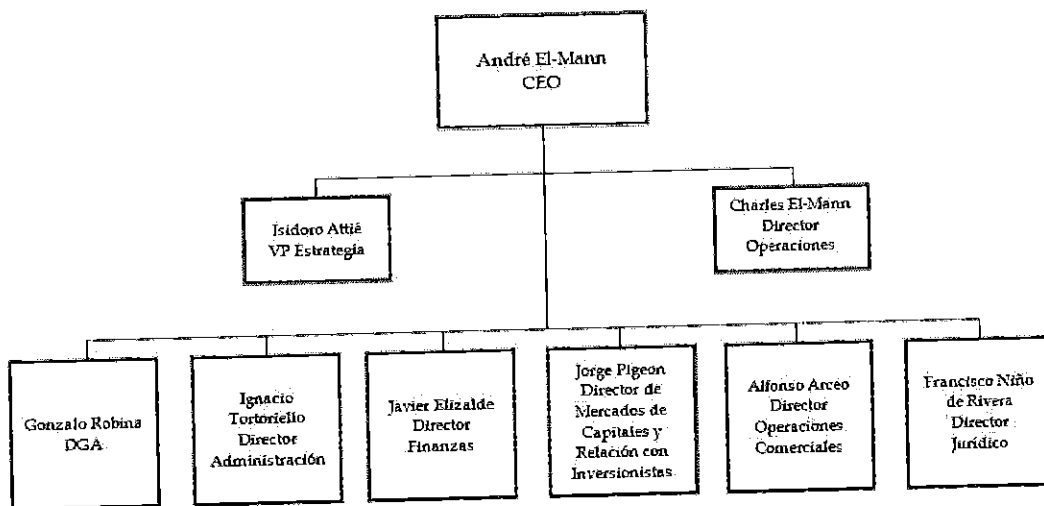 André El-Mann
CEO
Isidoro Attié
VP Estrategia
Charles El-Mann
Director
Operaciones
Gonzalo Robina
DGA
Ignacio
Tortoriello
Director
Administración
Javier Elizalde
Director
Finanzas
Jorge Pigeon
Director de
Mercados de
Capitales y
Relación con
Inversionistas
Alfonso Arceo
Director
Operaciones
Comerciales
Francisco Niño
de Rivera
Director
Jurídico